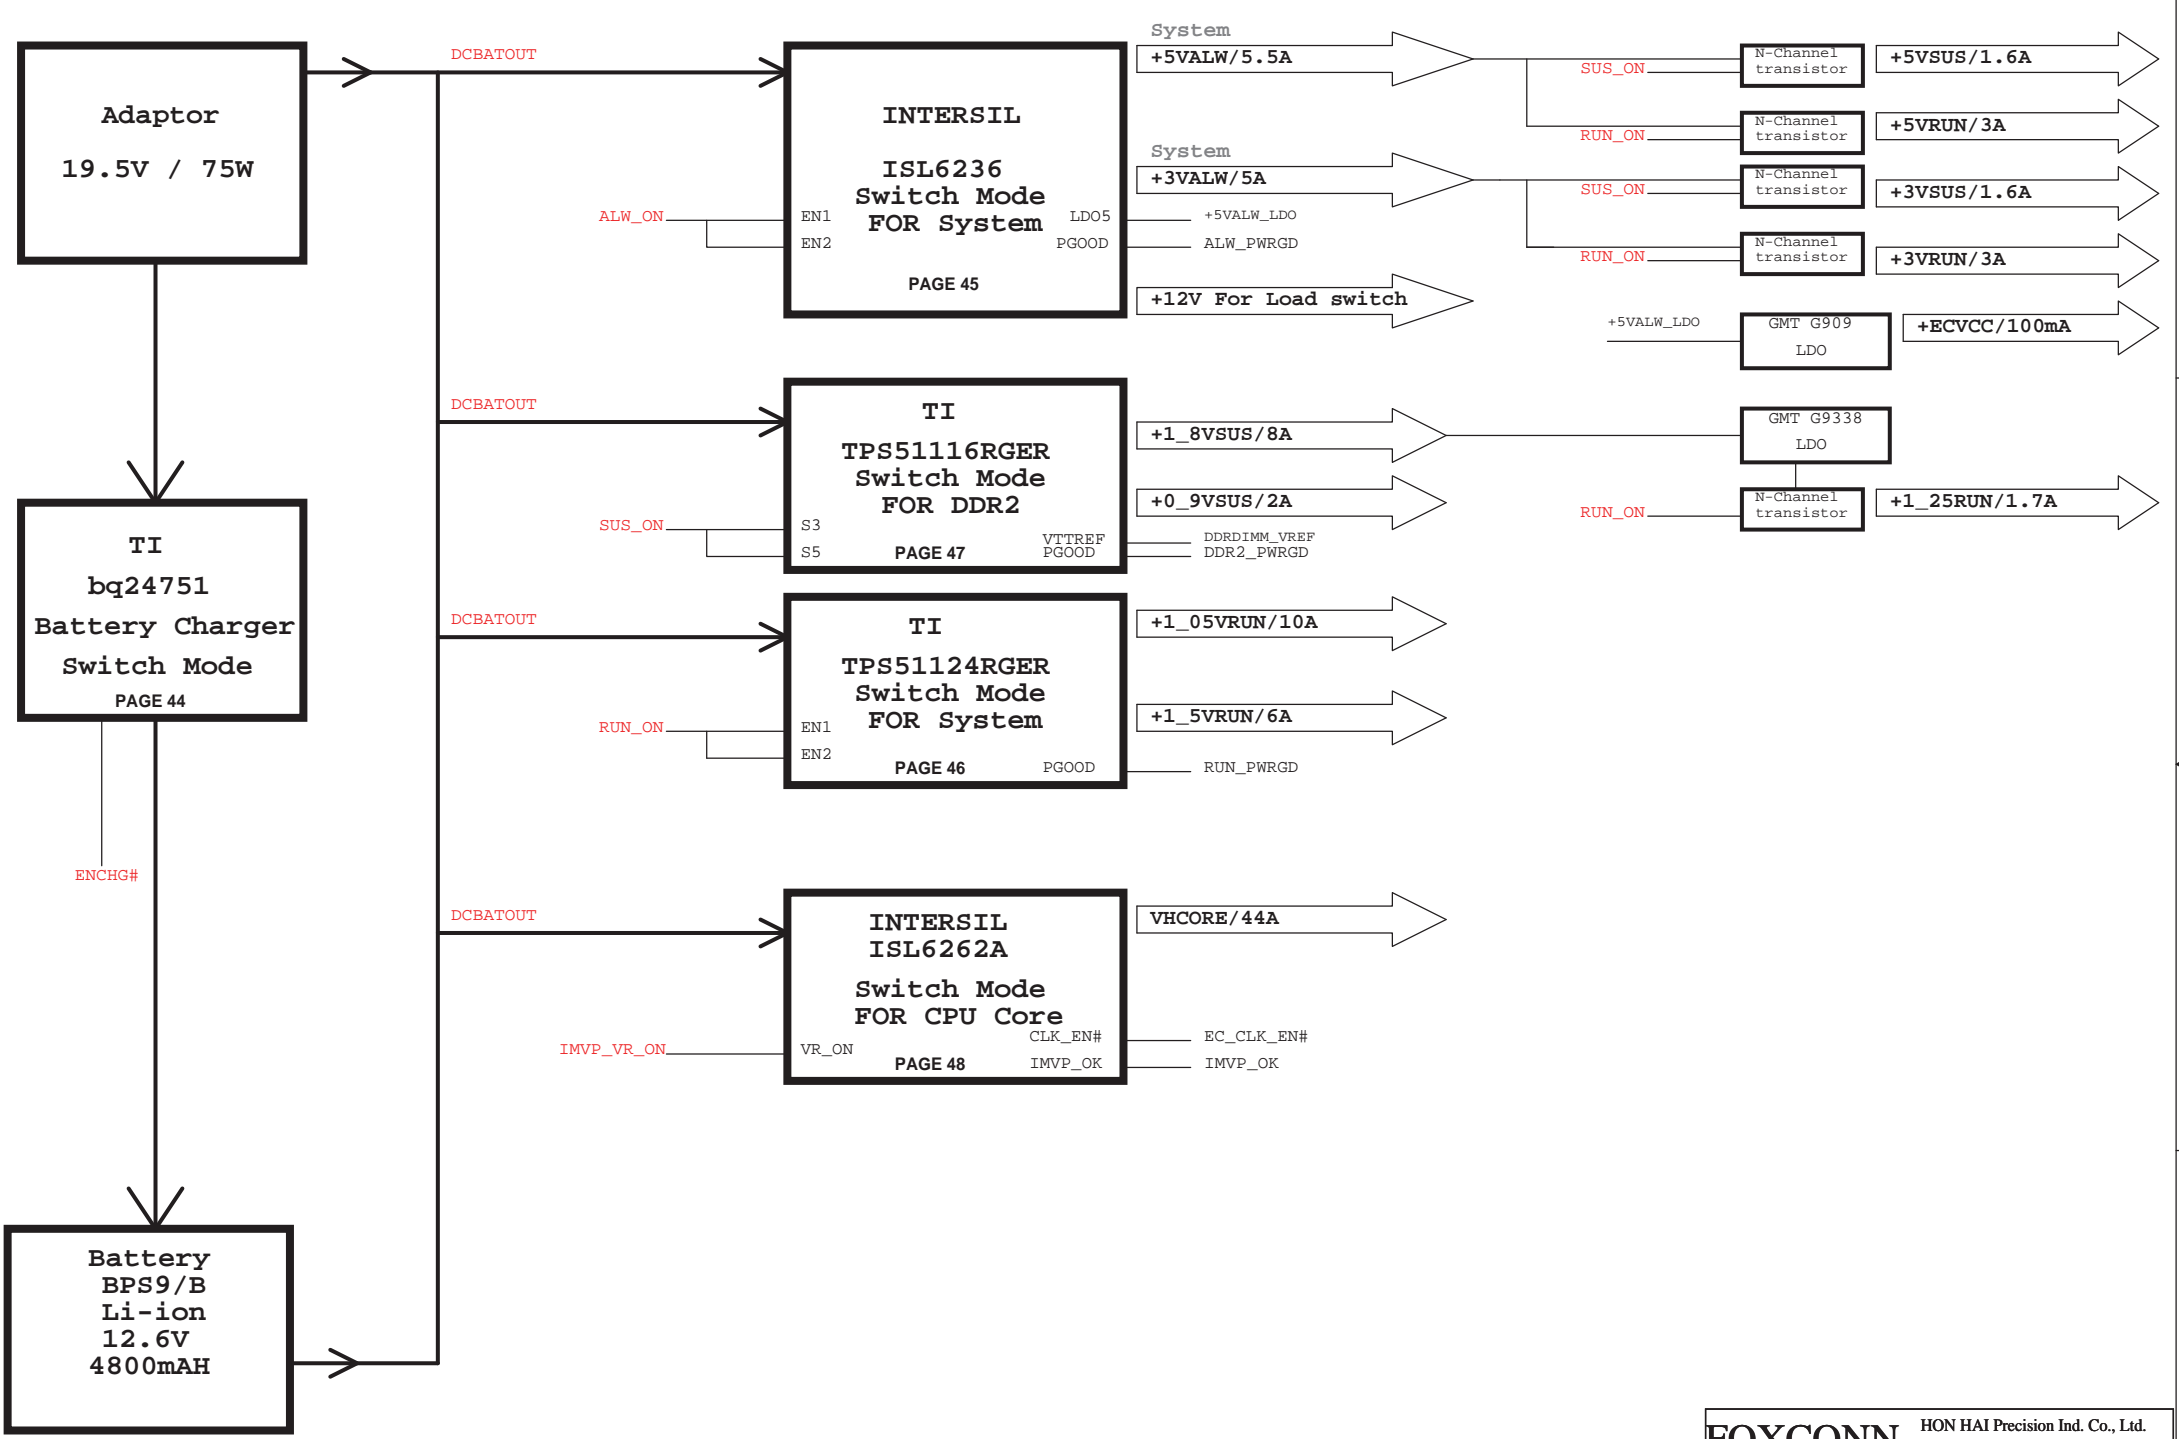 Adaptor
19.5V / 75W
TI
bq24751
Battery Charger
Switch Mode
PAGE 44
ENCHG#
Battery
BPS9/B
Li-ion
12.6V
4800mAH
DCBATOUT
INTERSIL
ISL6236
Switch Mode
FOR System
ALW_ON
EN1
EN2
LDO5
PGOOD
+5VALW_LDO
ALW_PWRGD
PAGE 45
System
+5VALW/5.5A
System
+3VALW/5A
+12V For Load switch
SUS_ON
N-Channel
transistor
+5VSUS/1.6A
RUN_ON
N-Channel
transistor
+5VRUN/3A
SUS_ON
N-Channel
transistor
+3VSUS/1.6A
RUN_ON
N-Channel
transistor
+3VRUN/3A
+5VALW_LDO
GMT G909
LDO
+ECVCC/100mA
DCBATOUT
TI
TPS51116RGER
Switch Mode
FOR DDR2
SUS_ON
S3
S5
PAGE 47
VTTREF
PGOOD
DDRDIMM_VREF
DDR2_PWRGD
+1_8VSUS/8A
+0_9VSUS/2A
GMT G9338
LDO
RUN_ON
N-Channel
transistor
+1_25RUN/1.7A
DCBATOUT
TI
TPS51124RGER
Switch Mode
FOR System
RUN_ON
EN1
EN2
PAGE 46
PGOOD
RUN_PWRGD
+1_05VRUN/10A
+1_5VRUN/6A
DCBATOUT
INTERSIL
ISL6262A
Switch Mode
FOR CPU Core
IMVP_VR_ON
VR_ON
PAGE 48
CLK_EN#
IMVP_OK
EC_CLK_EN#
IMVP_OK
VHCORE/44A
FOXCONN
HON HAI Precision Ind. Co., Ltd.